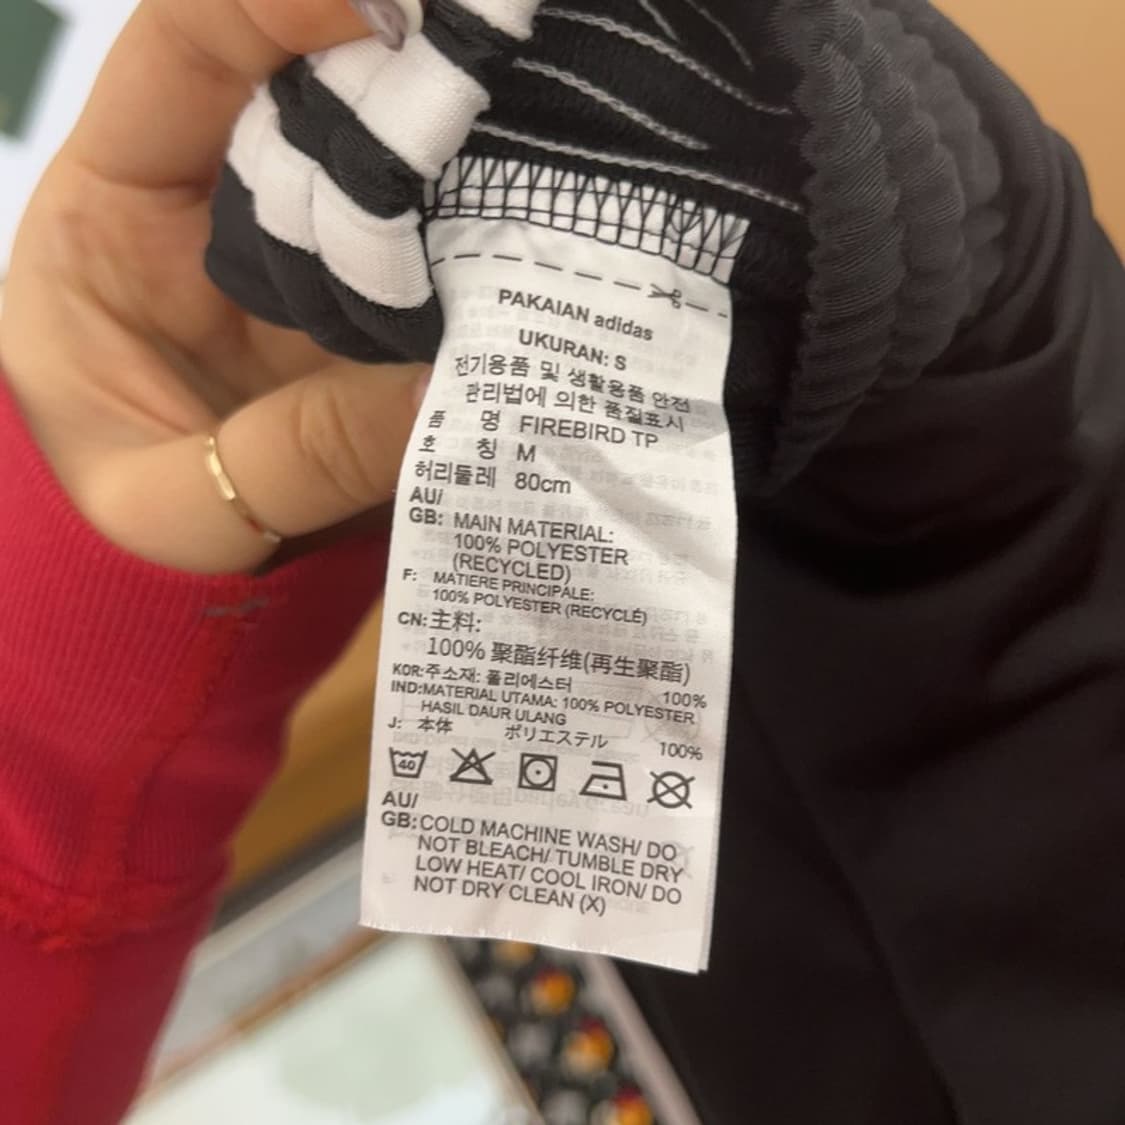 PAKAIAN adidas
UKURAN: S
전기용품 및 생활용품 안전
관리법에 의한 품질표시
품 명 FIREBIRD TP
호 칭 M
허리둘레 80cm
AU/
GB: MAIN MATERIAL:
100% POLYESTER
(RECYCLED)
F: MATIERE PRINCIPALE:
100% POLYESTER (RECYCLÉ)
CN: 主料:
100% 聚酯纤维(再生聚酯)
KOR:주소재: 폴리에스터 100%
IND:MATERIAL UTAMA: 100% POLYESTER
HASIL DAUR ULANG
J: 本体 ポリエステル 100%
40
AU/
GB: COLD MACHINE WASH/ DO
NOT BLEACH/ TUMBLE DRY
LOW HEAT/ COOL IRON/ DO
NOT DRY CLEAN (X)